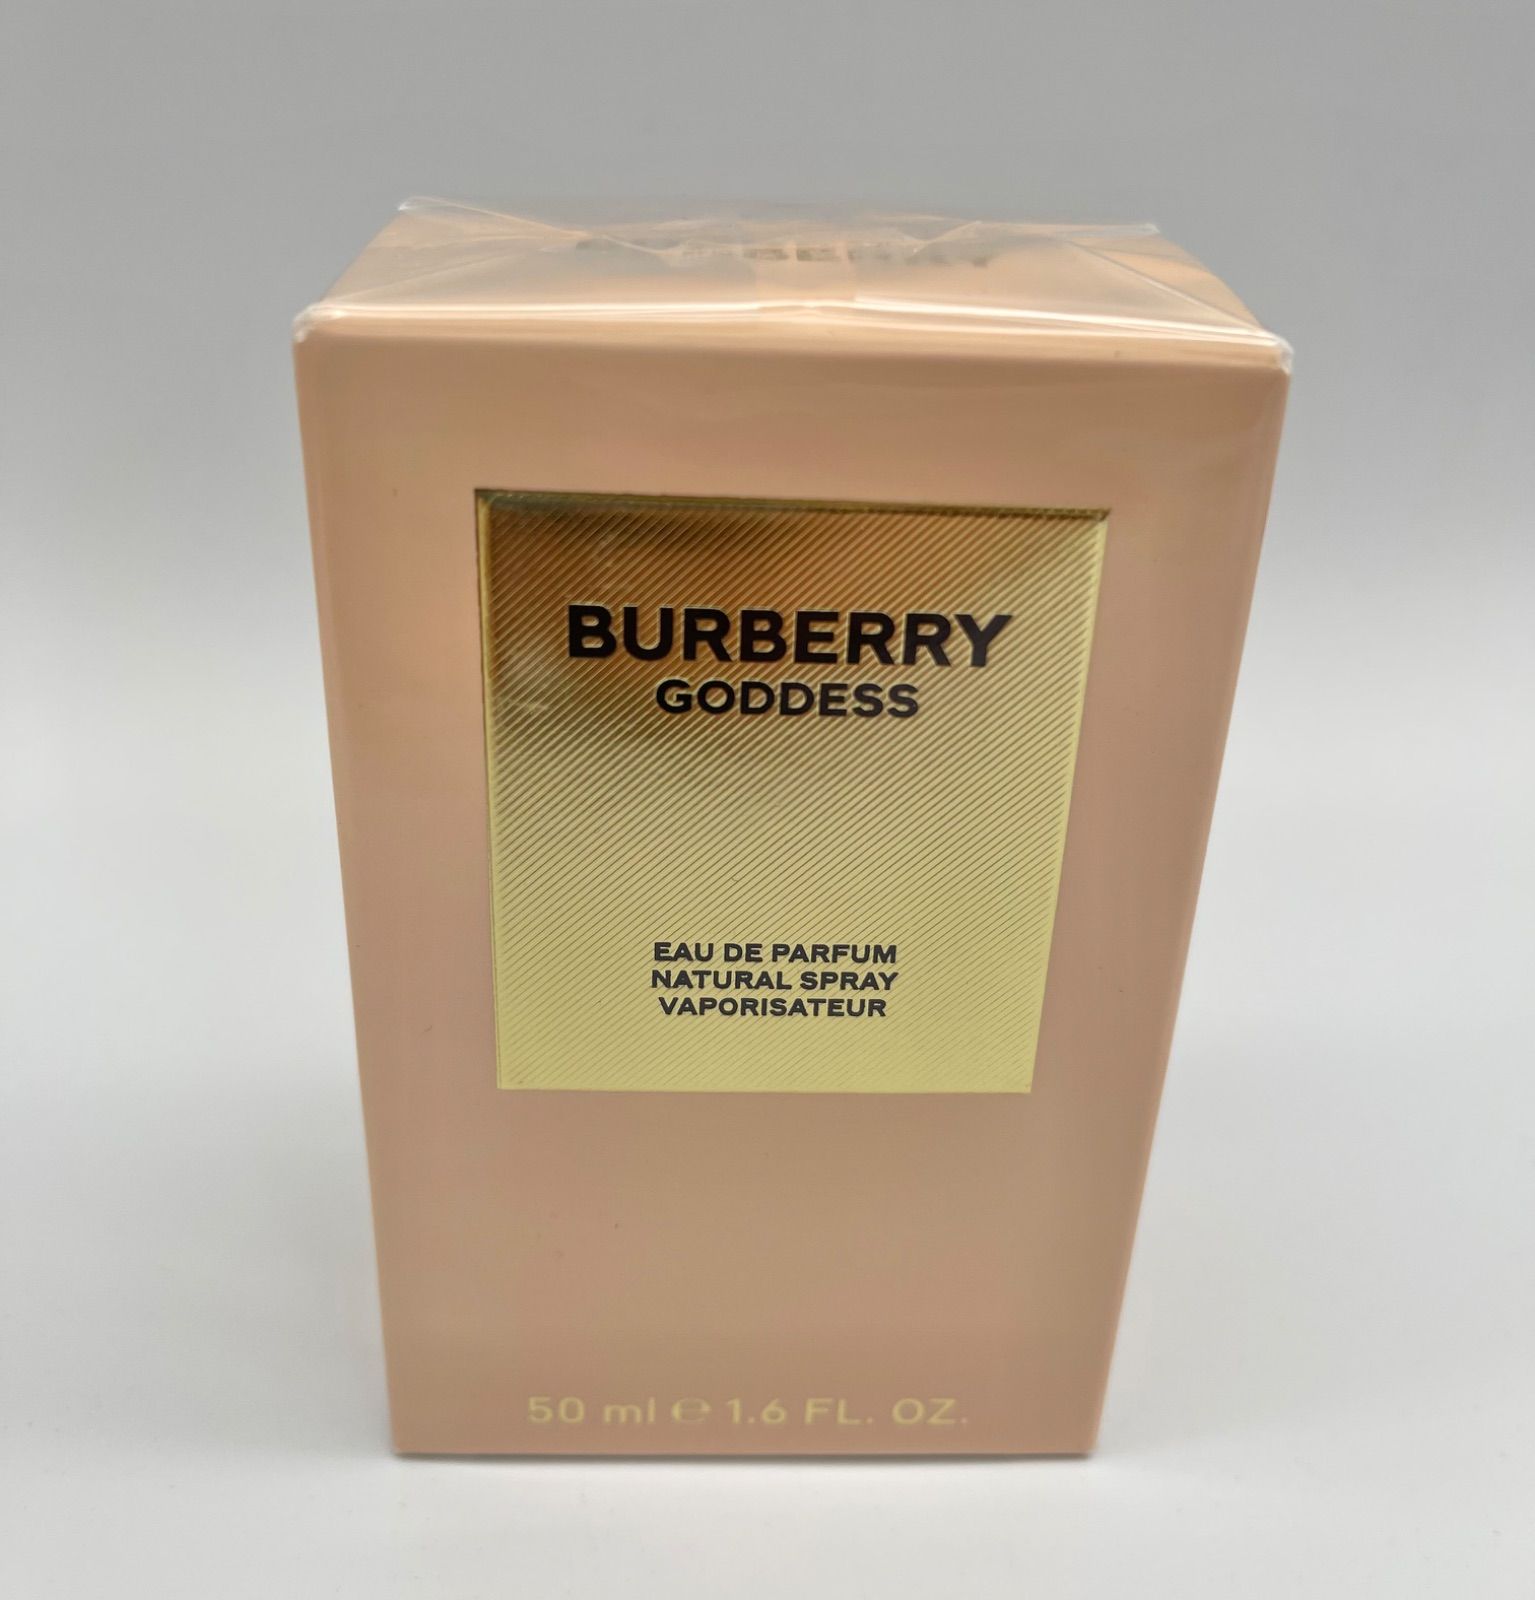 BURBERRY
GODDESS
EAU DE PARFUM
NATURAL SPRAY
VAPORISATEUR
50 ml ℮ 1.6 FL. OZ.